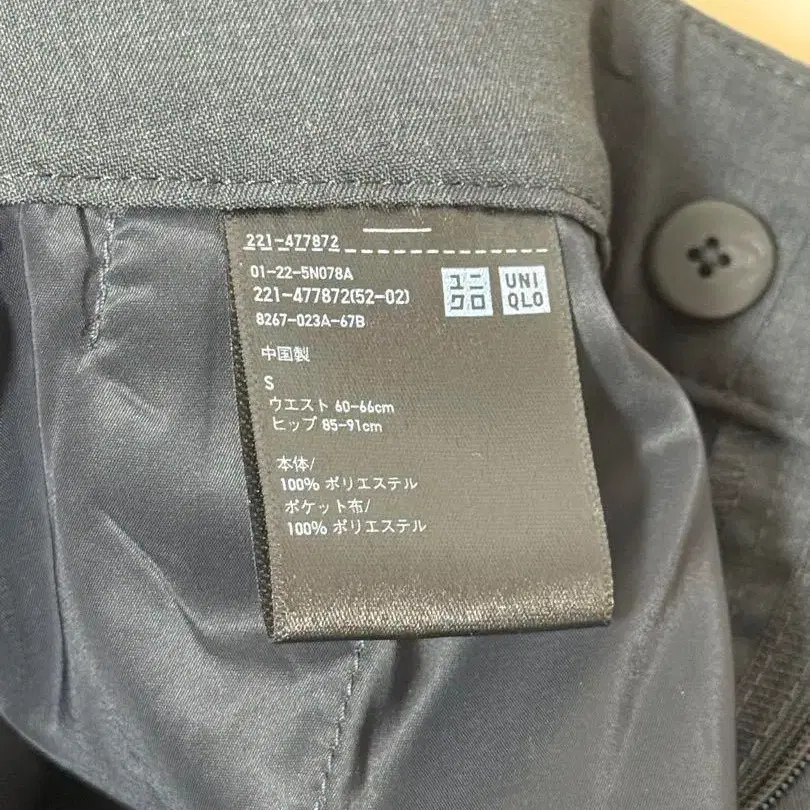 221-477872
01-22-5N078A
221-477872(52-02)
8267-023A-67B
ユニ
クロ
UNI
QLO
中国製
S
ウエスト 60-66cm
ヒップ 85-91cm
本体/
100% ポリエステル
ポケット布/
100% ポリエステル